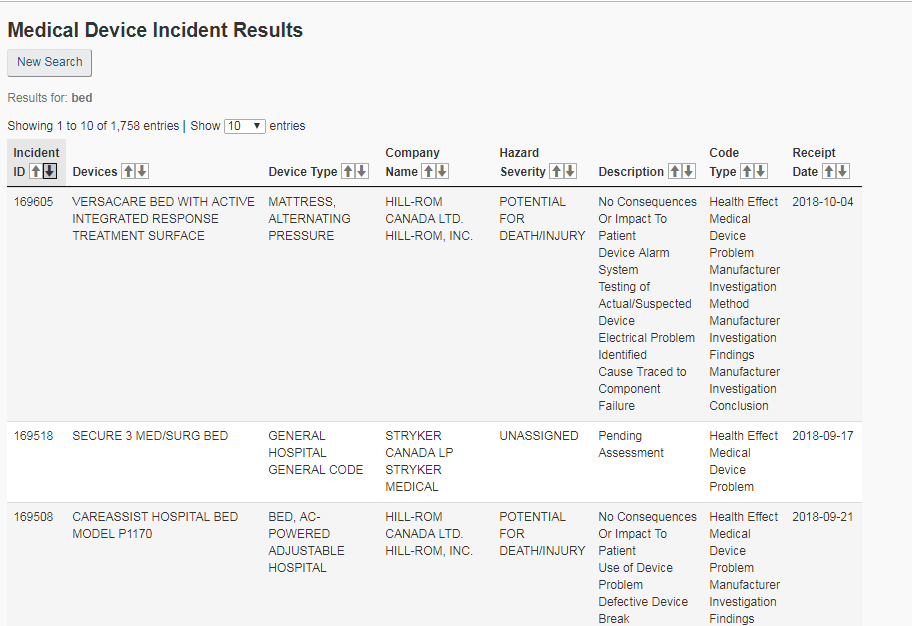 Medical Device Incident Results
New Search
Results for: bed
Showing 1 to 10 of 1,758 entries | Show 10 entries
Incident ID Devices Device Type Company Name Hazard Severity Description Code Type Receipt Date
169605
VERSACARE BED WITH ACTIVE
INTEGRATED RESPONSE
TREATMENT SURFACE
MATTRESS,
ALTERNATING
PRESSURE
HILL-ROM
CANADA LTD.
HILL-ROM, INC.
POTENTIAL
FOR
DEATH/INJURY
No Consequences
Or Impact To
Patient
Device Alarm
System
Testing of
Actual/Suspected
Device
Electrical Problem
Identified
Cause Traced to
Component
Failure
Health Effect
Medical
Device
Problem
Manufacturer
Investigation
Method
Manufacturer
Investigation
Findings
Manufacturer
Investigation
Conclusion
2018-10-04
169518
SECURE 3 MED/SURG BED
GENERAL
HOSPITAL
GENERAL CODE
STRYKER
CANADA LP
STRYKER
MEDICAL
UNASSIGNED
Pending
Assessment
Health Effect
Medical
Device
Problem
2018-09-17
169508
CAREASSIST HOSPITAL BED
MODEL P1170
BED, AC-
POWERED
ADJUSTABLE
HOSPITAL
HILL-ROM
CANADA LTD.
HILL-ROM, INC.
POTENTIAL
FOR
DEATH/INJURY
No Consequences
Or Impact To
Patient
Use of Device
Problem
Defective Device
Break
Health Effect
Medical
Device
Problem
Manufacturer
Investigation
Findings
2018-09-21